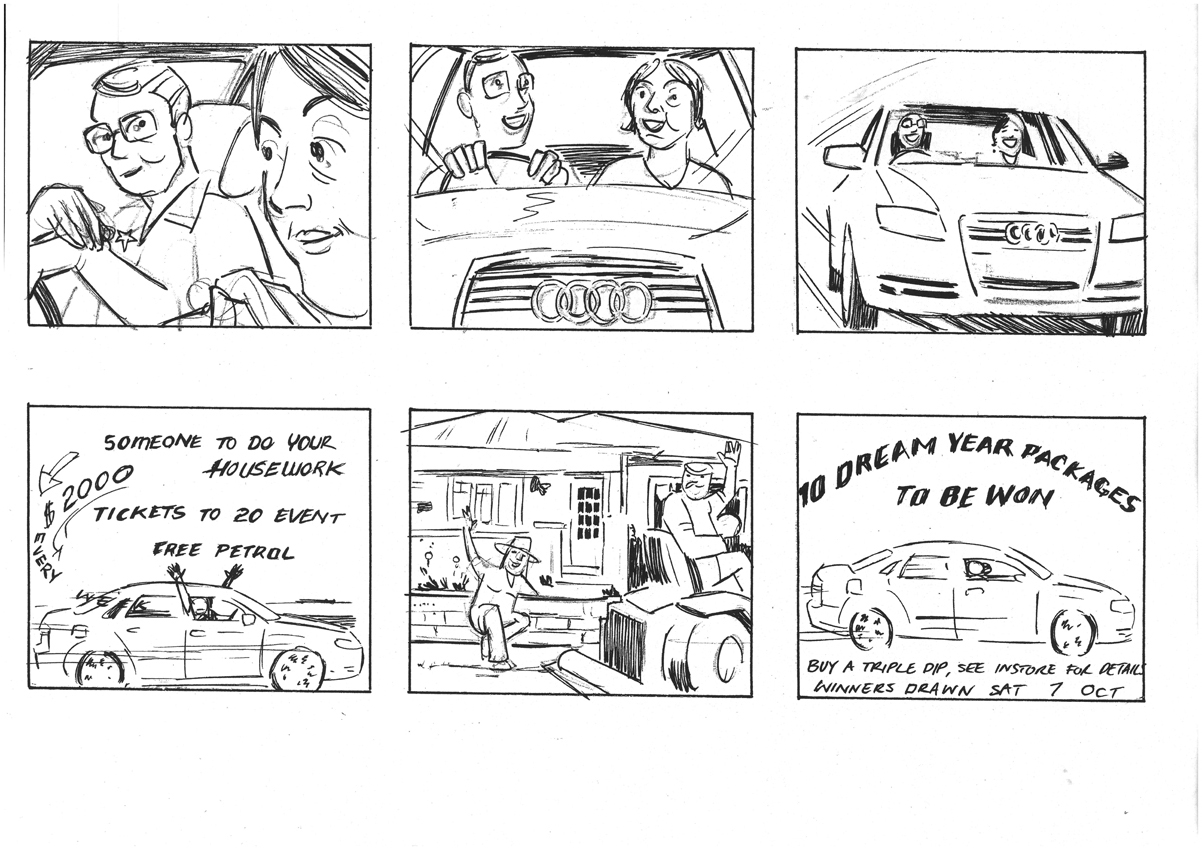 SOMEONE TO DO YOUR
HOUSEWORK
$2000
EVERY
TICKETS TO 20 EVENT
FREE PETROL
10 DREAM YEAR PACKAGES
TO BE WON
BUY A TRIPLE DIP, SEE INSTORE FOR DETAIL
WINNERS DRAWN SAT 7 OCT